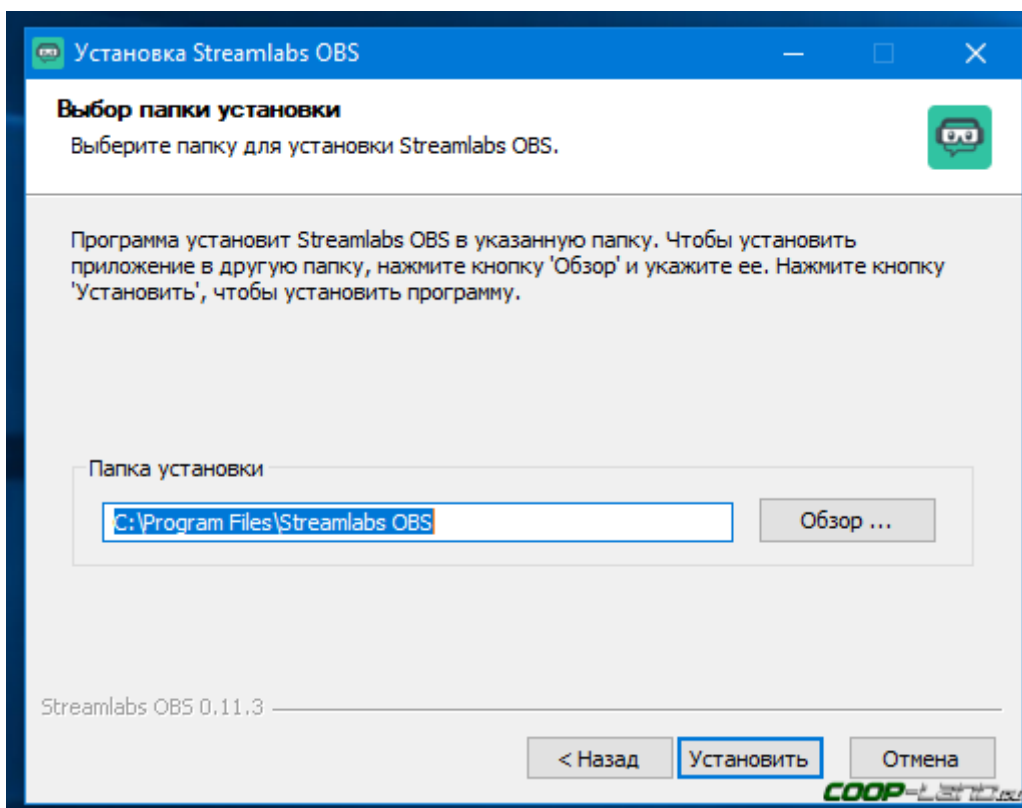 Установка Streamlabs OBS
Выбор папки установки
Выберите папку для установки Streamlabs OBS.
Программа установит Streamlabs OBS в указанную папку. Чтобы установить
приложение в другую папку, нажмите кнопку 'Обзор' и укажите ее. Нажмите кнопку
'Установить', чтобы установить программу.
Папка установки
C:\Program Files\Streamlabs OBS
Обзор ...
Streamlabs OBS 0.11.3
< Назад
Установить
Отмена
COOP-LAND.RU